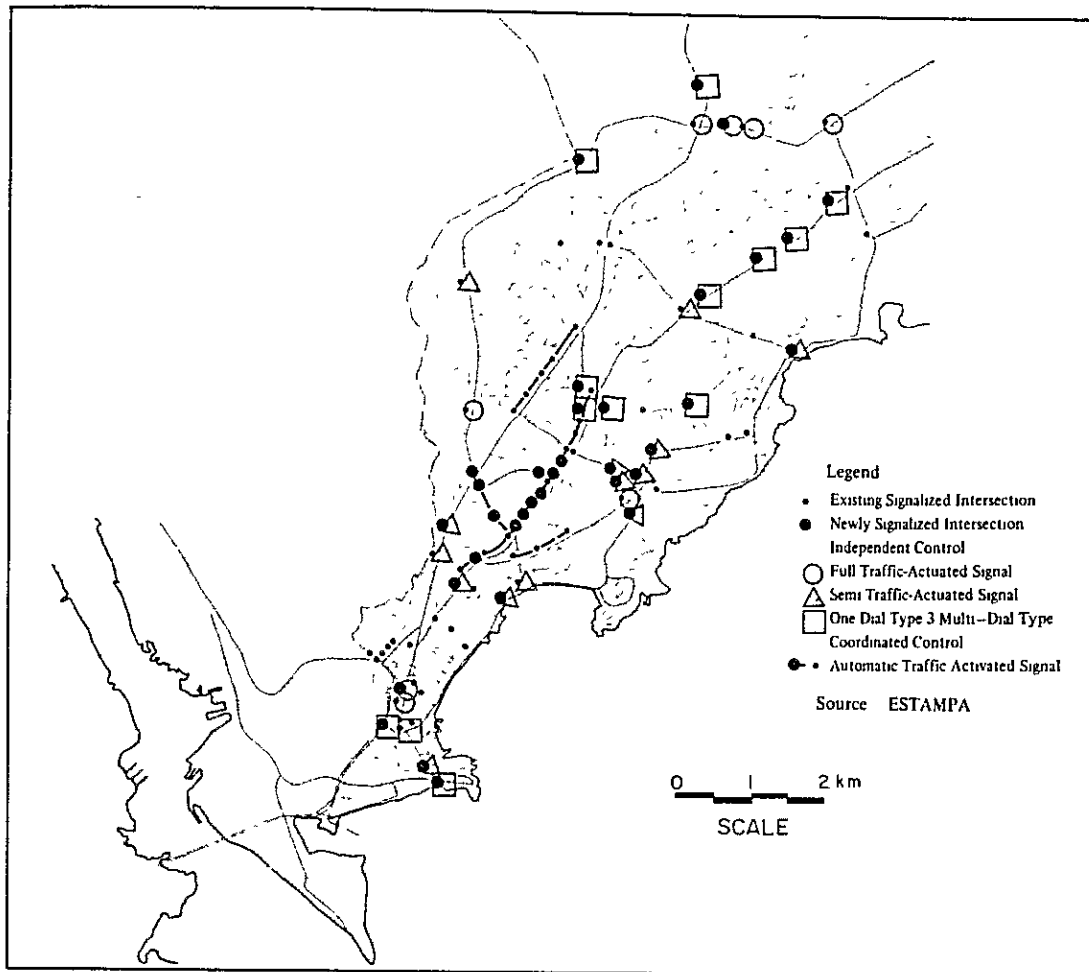 Legend
Existing Signalized Intersection
Newly Signalized Intersection
Independent Control
Full Traffic-Actuated Signal
Semi Traffic-Actuated Signal
One Dial Type 3 Multi-Dial Type
Coordinated Control
Automatic Traffic Activated Signal
Source ESTAMPA
0 1 2 km
SCALE